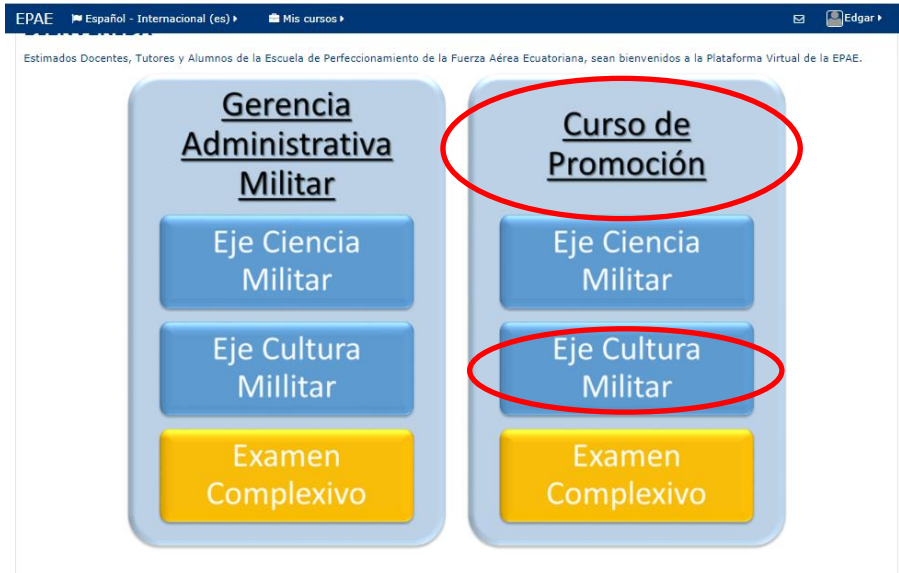 EPAE Español - Internacional (es) Mis cursos Edgar
Estimados Docentes, Tutores y Alumnos de la Escuela de Perfeccionamiento de la Fuerza Aérea Ecuatoriana, sean bienvenidos a la Plataforma Virtual de la EPAE.
Gerencia
Administrativa
Militar
Eje Ciencia
Militar
Eje Cultura
MiIlitar
Examen
Complexivo
Curso de
Promoción
Eje Ciencia
Militar
Eje Cultura
Militar
Examen
Complexivo